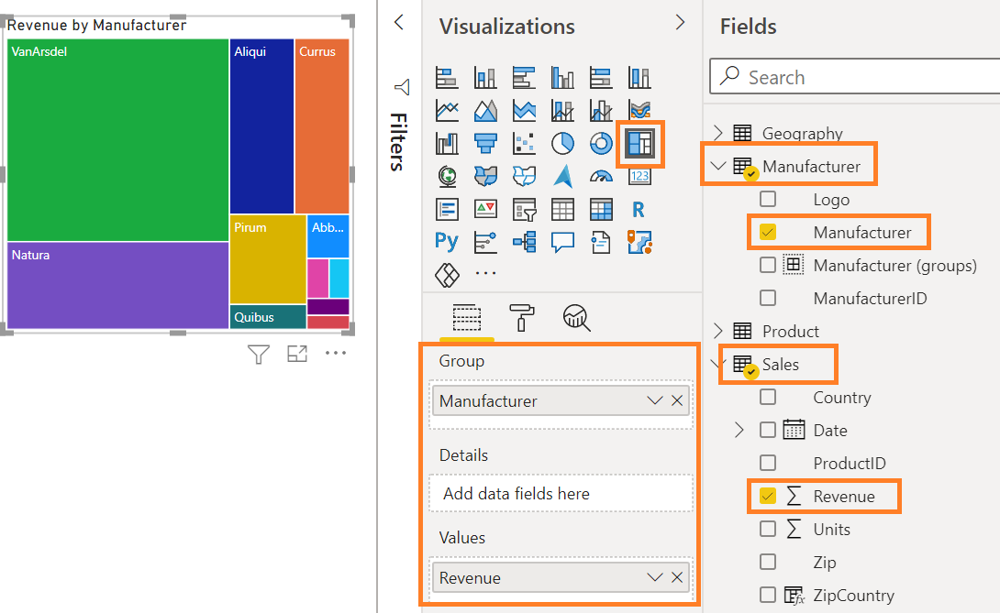 Revenue by Manufacturer
VanArsdel
Aliqui
Currus
Pirum
Abb...
Natura
Quibus
Filters
Visualizations
123
R
Py
Group
Manufacturer
Details
Add data fields here
Values
Revenue
Fields
Search
Geography
Manufacturer
Logo
Manufacturer
Manufacturer (groups)
ManufacturerID
Product
Sales
Country
Date
ProductID
Revenue
Units
Zip
ZipCountry